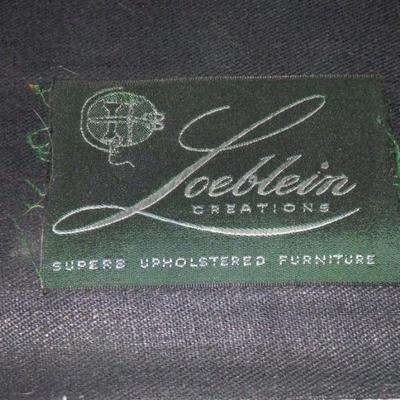 Loeblein
CREATIONS
SUPERB UPHOLSTERED FURNITURE